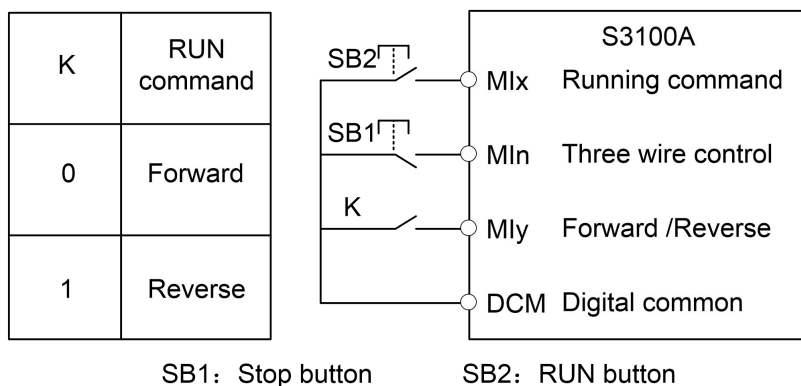 K
RUN
command
0
Forward
1
Reverse
S3100A
SB2
MIx Running command
SB1
MIn Three wire control
K
MIy Forward /Reverse
DCM Digital common
SB1：Stop button
SB2：RUN button